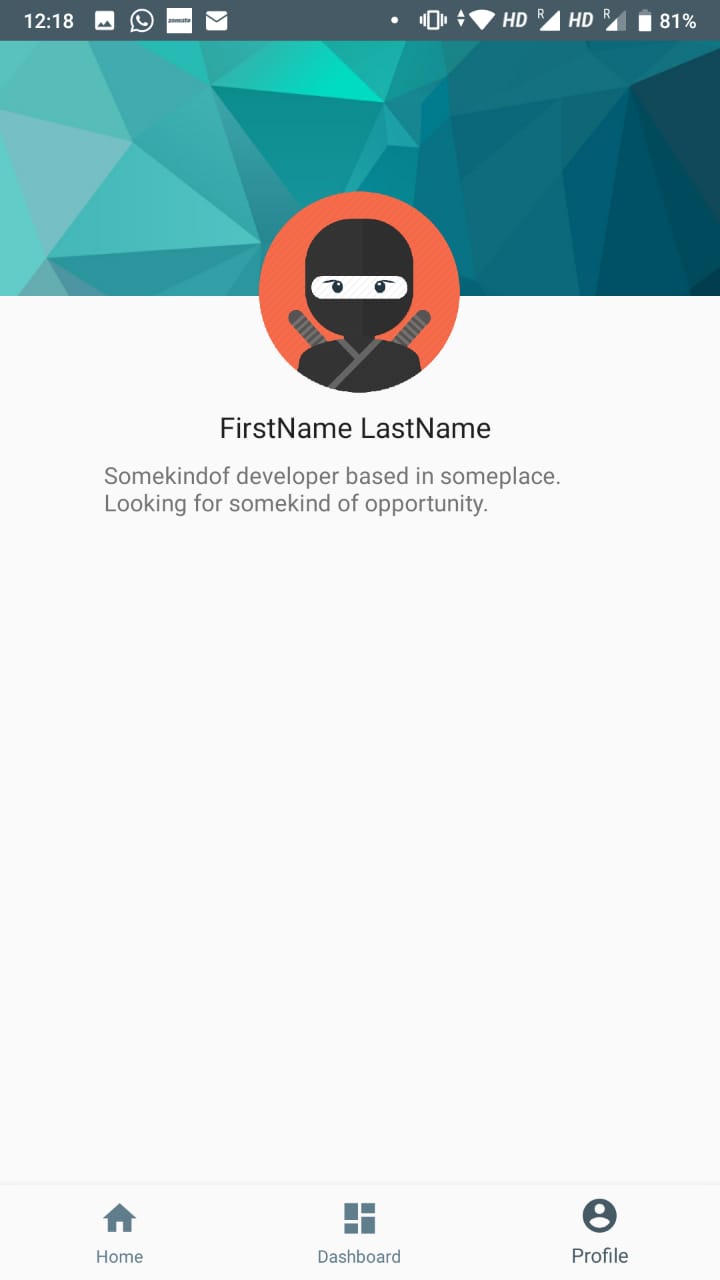 12:18 HD R HD R 81%
FirstName LastName
Somekindof developer based in someplace.
Looking for somekind of opportunity.
Home Dashboard Profile